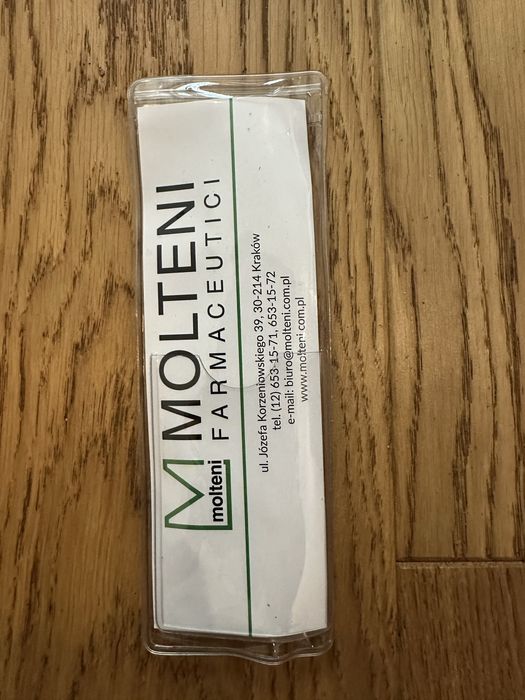 molteni
MOLTENI
FARMACEUTICI
ul. Józefa Korzeniowskiego 39, 30-214 Kraków
tel. (12) 653-15-71, 653-15-72
e-mail: biuro@molteni.com.pl
www.molteni.com.pl